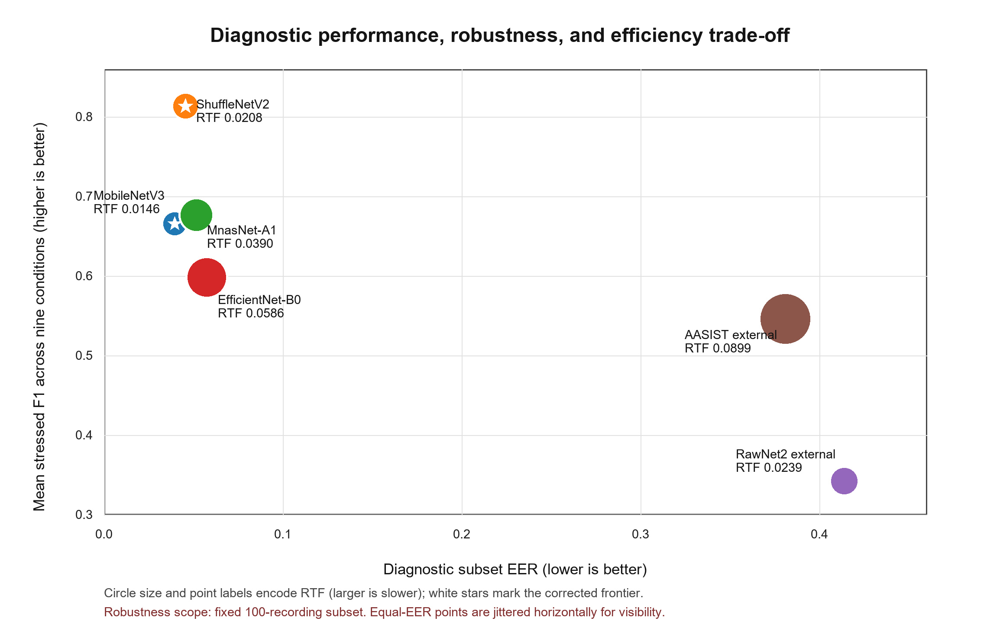 Diagnostic performance, robustness, and efficiency trade-off
Mean stressed F1 across nine conditions (higher is better)
0.8
0.7
0.6
0.5
0.4
0.3
ShuffleNetV2
RTF 0.0208
MobileNetV3
RTF 0.0146
MnasNet-A1
RTF 0.0390
EfficientNet-B0
RTF 0.0586
AASIST external
RTF 0.0899
RawNet2 external
RTF 0.0239
0.0 0.1 0.2 0.3 0.4
Diagnostic subset EER (lower is better)
Circle size and point labels encode RTF (larger is slower); white stars mark the corrected frontier.
Robustness scope: fixed 100-recording subset. Equal-EER points are jittered horizontally for visibility.